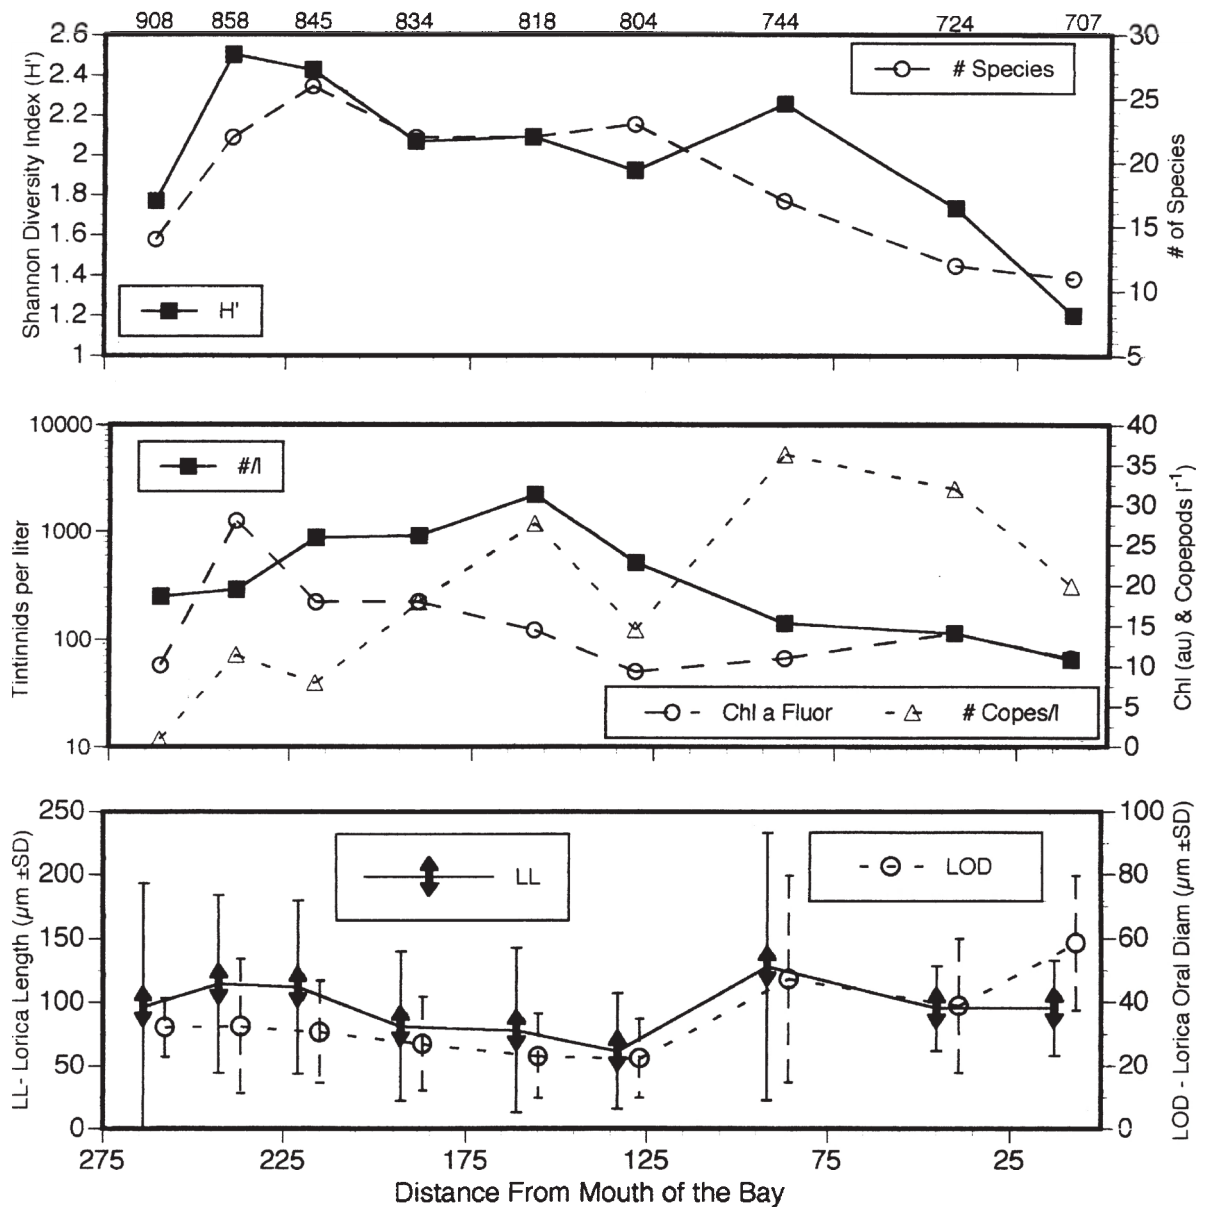 908 858 845 834 818 804 744 724 707
2.6
2.4
2.2
2
1.8
1.6
1.4
1.2
1
Shannon Diversity Index (H')
# Species
H'
30
25
20
15
10
5
# of Species
10000
1000
100
10
Tintinnids per liter
#/l
Chl a Fluor # Copes/l
40
35
30
25
20
15
10
5
0
Chl (au) & Copepods l-1)
250
200
150
100
50
0
LL- Lorica Length (µm ±SD)
LL
LOD
100
80
60
40
20
0
LOD - Lorica Oral Diam (µm ±SD)
275 225 175 125 75 25
Distance From Mouth of the Bay